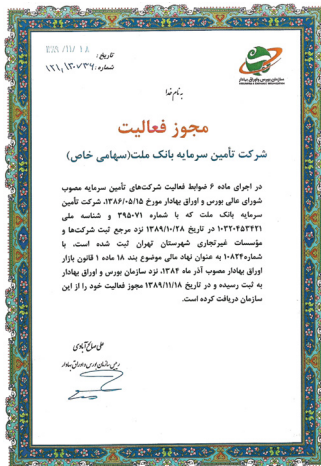 تاریخ: ۱۳۸۹/۱۱/۱۸
شماره: ۱۲۱/۱۳۰۷۳۹
سازمان بورس و اوراق بهادار
بنام خدا
مجوز فعالیت
شرکت تأمین سرمایه بانک ملت(سهامی خاص)
در اجرای ماده ۶ ضوابط فعالیت شرکت‌های تأمین سرمایه مصوب
شورای عالی بورس و اوراق بهادار مورخ ۱۳۸۶/۰۵/۱۵، شرکت تأمین
سرمایه بانک ملت که با شماره ۳۹۵۰۷۱ و شناسه ملی
۱۰۳۲۰۴۵۳۴۲۱ در تاریخ ۱۳۸۹/۱۰/۲۸ نزد مرجع ثبت شرکت‌ها و
مؤسسات غیرتجاری شهرستان تهران ثبت شده است، با
شماره ۱۰۸۲۴ به عنوان نهاد مالی موضوع بند ۱۸ ماده ۱ قانون بازار
اوراق بهادار مصوب آذر ماه ۱۳۸۴، نزد سازمان بورس و اوراق بهادار
به ثبت رسیده و در تاریخ ۱۳۸۹/۱۱/۱۸ مجوز فعالیت خود را از این
سازمان دریافت کرده است.
علی صالح آبادی
رییس سازمان بورس و اوراق بهادار